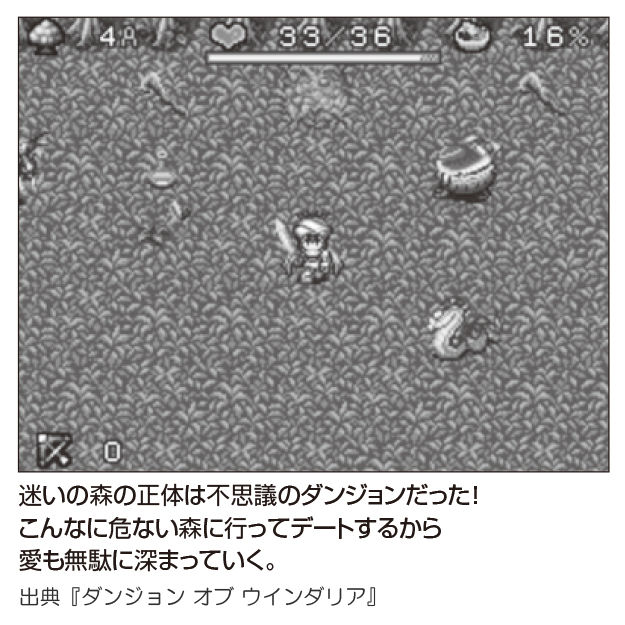 4A 33/36 16%
0
迷いの森の正体は不思議のダンジョンだった!
こんなに危ない森に行ってデートするから
愛も無駄に深まっていく。
出典『ダンジョン オブ ウインダリア』